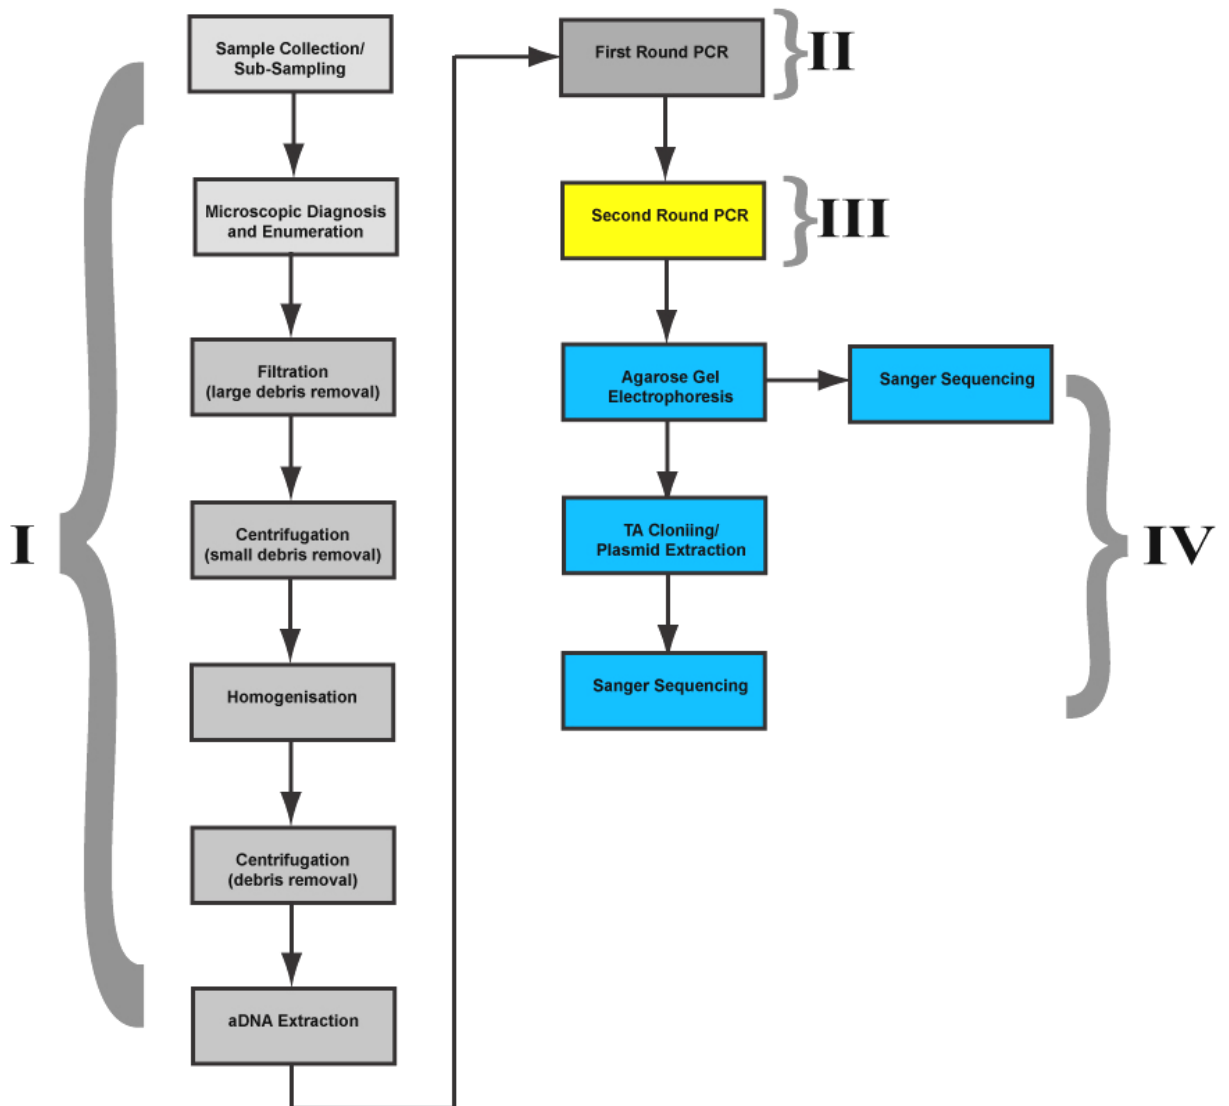 Sample Collection/
Sub-Sampling
Microscopic Diagnosis
and Enumeration
Filtration
(large debris removal)
Centrifugation
(small debris removal)
Homogenisation
Centrifugation
(debris removal)
aDNA Extraction
I
First Round PCR
II
Second Round PCR
III
Agarose Gel
Electrophoresis
Sanger Sequencing
TA Cloniing/
Plasmid Extraction
Sanger Sequencing
IV